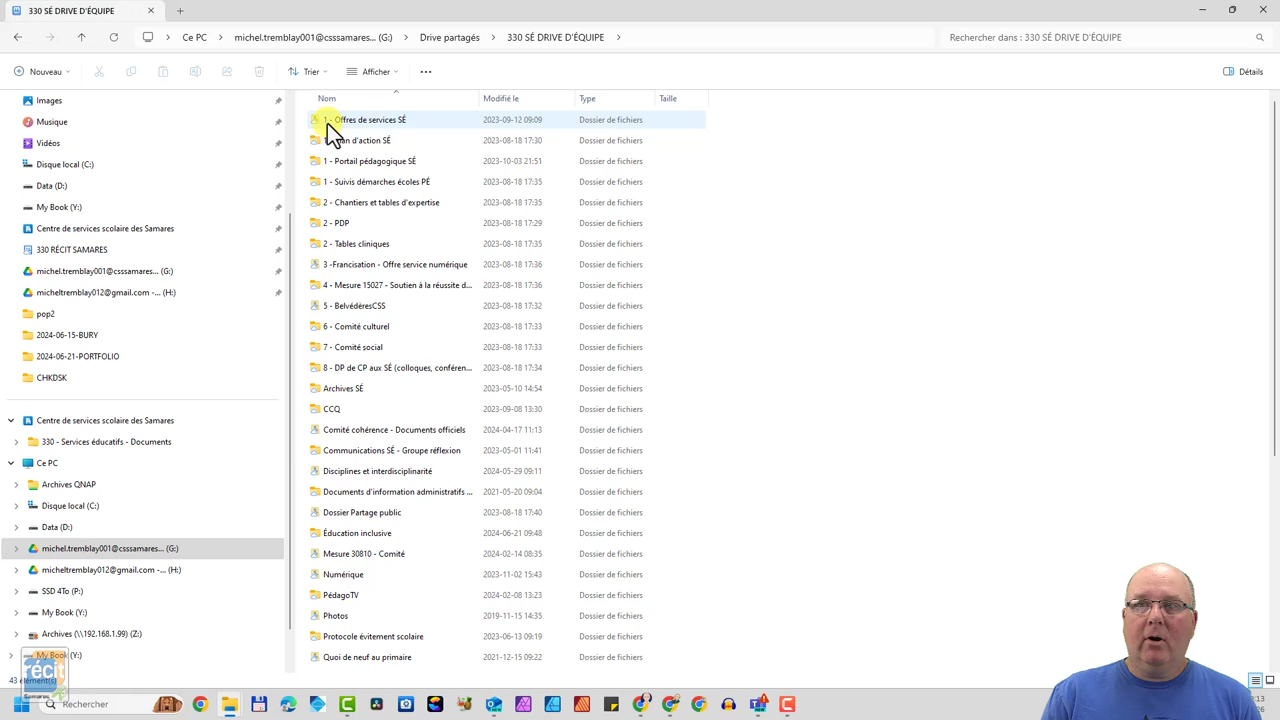 330 SÉ DRIVE D'ÉQUIPE
Ce PC
michel.tremblay001@csssamares... (G:)
Drive partagés
330 SÉ DRIVE D'ÉQUIPE
Rechercher dans : 330 SÉ DRIVE D'ÉQUIPE
Nouveau
Trier
Afficher
Détails
Images
Musique
Vidéos
Disque local (C:)
Data (D:)
My Book (Y:)
Centre de services scolaire des Samares
330 RÉCIT SAMARES
michel.tremblay001@csssamares... (G:)
micheltremblay012@gmail.com -... (H:)
pop2
2024-06-15-BURY
2024-06-21-PORTFOLIO
CHKDSK
Centre de services scolaire des Samares
330 - Services éducatifs - Documents
Ce PC
Archives QNAP
Disque local (C:)
Data (D:)
michel.tremblay001@csssamares... (G:)
micheltremblay012@gmail.com -... (H:)
SSD 4To (P:)
My Book (Y:)
Archives (\\192.168.1.99) (Z:)
My Book (Y:)
43 élément(s)
Nom Modifié le Type Taille
1 - Offres de services SÉ 2023-09-12 09:09 Dossier de fichiers
d'action SÉ 2023-08-18 17:30 Dossier de fichiers
1 - Portail pédagogique SÉ 2023-10-03 21:51 Dossier de fichiers
1 - Suivis démarches écoles PÉ 2023-08-18 17:35 Dossier de fichiers
2 - Chantiers et tables d'expertise 2023-08-18 17:35 Dossier de fichiers
2 - PDP 2023-08-18 17:29 Dossier de fichiers
2 - Tables cliniques 2023-08-18 17:35 Dossier de fichiers
3 -Francisation - Offre service numérique 2023-08-18 17:36 Dossier de fichiers
4 - Mesure 15027 - Soutien à la réussite d... 2023-08-18 17:36 Dossier de fichiers
5 - BelvédèresCSS 2023-08-18 17:32 Dossier de fichiers
6 - Comité culturel 2023-08-18 17:33 Dossier de fichiers
7 - Comité social 2023-08-18 17:33 Dossier de fichiers
8 - DP de CP aux SÉ (colloques, conféren... 2023-08-18 17:34 Dossier de fichiers
Archives SÉ 2023-05-10 14:54 Dossier de fichiers
CCQ 2023-09-08 13:30 Dossier de fichiers
Comité cohérence - Documents officiels 2024-04-17 11:13 Dossier de fichiers
Communications SÉ - Groupe réflexion 2023-05-01 11:41 Dossier de fichiers
Disciplines et interdisciplinarité 2024-05-29 09:11 Dossier de fichiers
Documents d'information administratifs ... 2021-05-20 09:04 Dossier de fichiers
Dossier Partage public 2023-08-18 17:40 Dossier de fichiers
Éducation inclusive 2024-06-21 09:48 Dossier de fichiers
Mesure 30810 - Comité 2024-02-14 08:35 Dossier de fichiers
Numérique 2023-11-02 15:43 Dossier de fichiers
PédagoTV 2024-02-08 13:23 Dossier de fichiers
Photos 2019-11-15 14:35 Dossier de fichiers
Protocole évitement scolaire 2023-06-13 09:19 Dossier de fichiers
Quoi de neuf au primaire 2021-12-15 09:22 Dossier de fichiers
récit
Samares
Rechercher